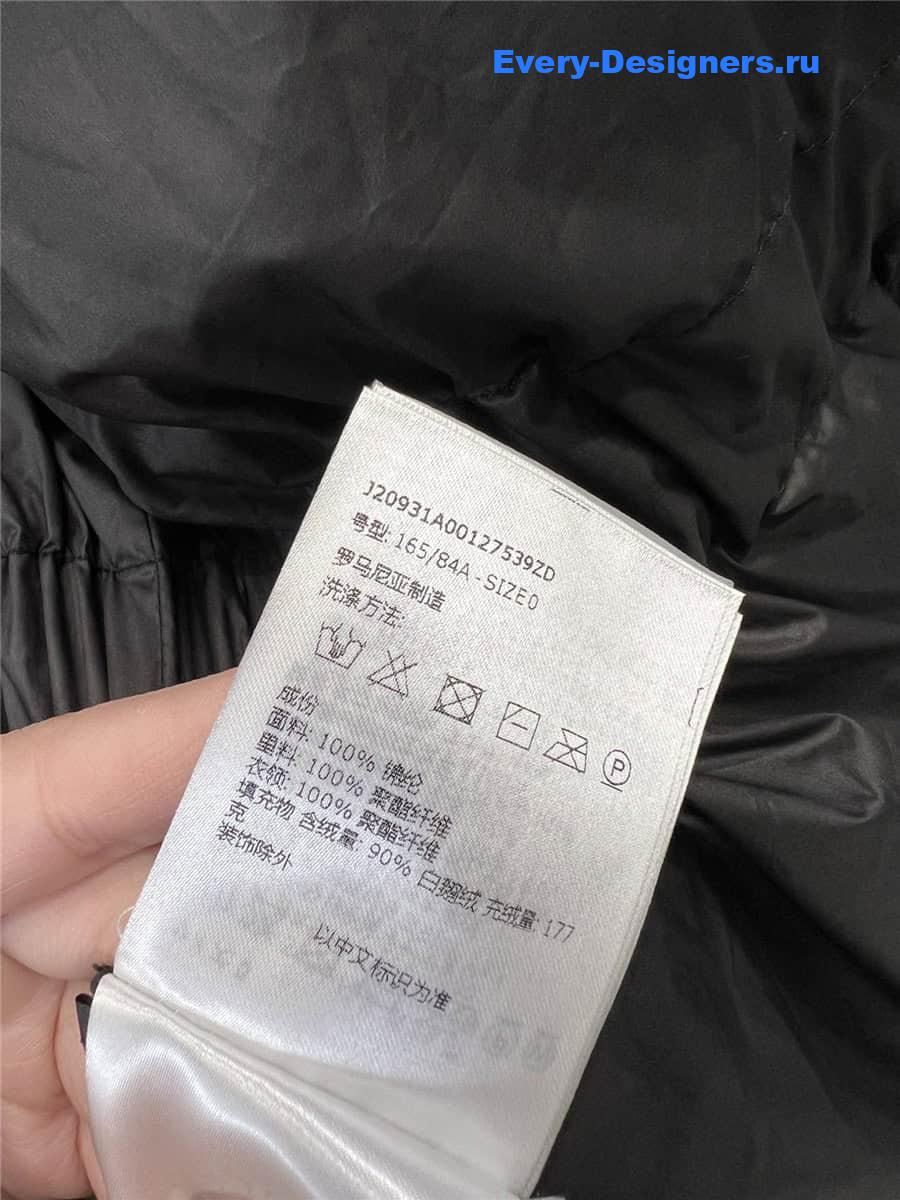 Every-Designers.ru
J20931A00127539ZD
号型: 165/84A - SIZE0
罗马尼亚制造
洗涤方法:
P
成份
面料: 100% 锦纶
里料: 100% 聚酯纤维
衣领: 100% 聚酯纤维
填充物 含绒量: 90% 白鹅绒 充绒量: 177
克
装饰除外
以中文标识为准